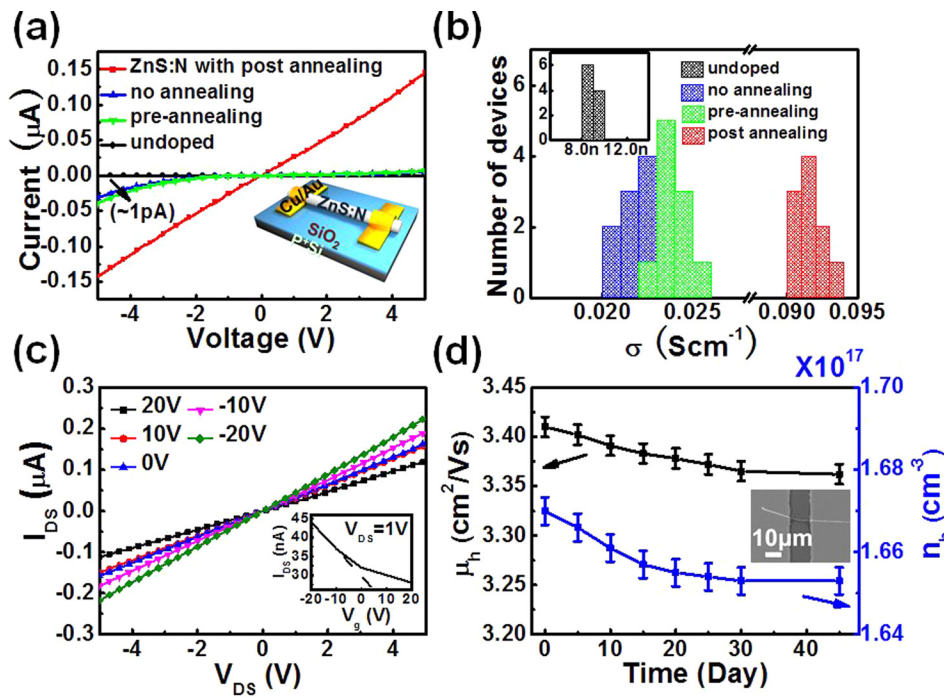 (a)
0.15
0.10
0.05
0.00
-0.05
-0.10
-0.15
Current (μA)
ZnS:N with post annealing
no annealing
pre-annealing
undoped
(~1pA)
Cu/Au
ZnS:N
SiO2
P+Si
-4 -2 0 2 4
Voltage (V)
(b)
6
4
2
0
Number of devices
6
4
2
0
8.0n 12.0n
undoped
no annealing
pre-annealing
post annealing
0.020 0.025 0.090 0.095
σ (Scm-1)
(c)
0.3
0.2
0.1
0.0
-0.1
-0.2
-0.3
IDS (μA)
20V -10V
10V -20V
0V
45
40
35
30
IDS (nA)
VDS=1V
-20 -10 0 10 20
Vg (V)
-4 -2 0 2 4
VDS (V)
(d)
X10^17
3.45
3.40
3.35
3.30
3.25
3.20
μh (cm2/Vs)
1.70
1.68
1.66
1.64
nh (cm-3)
10μm
0 10 20 30 40
Time (Day)